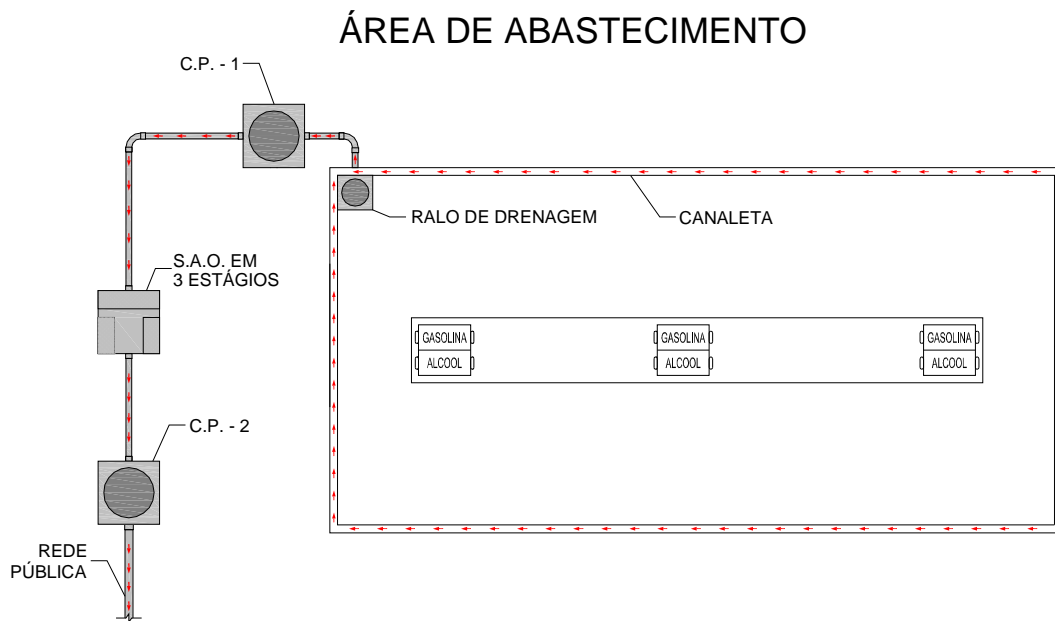 ÁREA DE ABASTECIMENTO
C.P. - 1
RALO DE DRENAGEM
CANALETA
S.A.O. EM
3 ESTÁGIOS
GASOLINA
ALCOOL
GASOLINA
ALCOOL
GASOLINA
ALCOOL
C.P. - 2
REDE
PÚBLICA